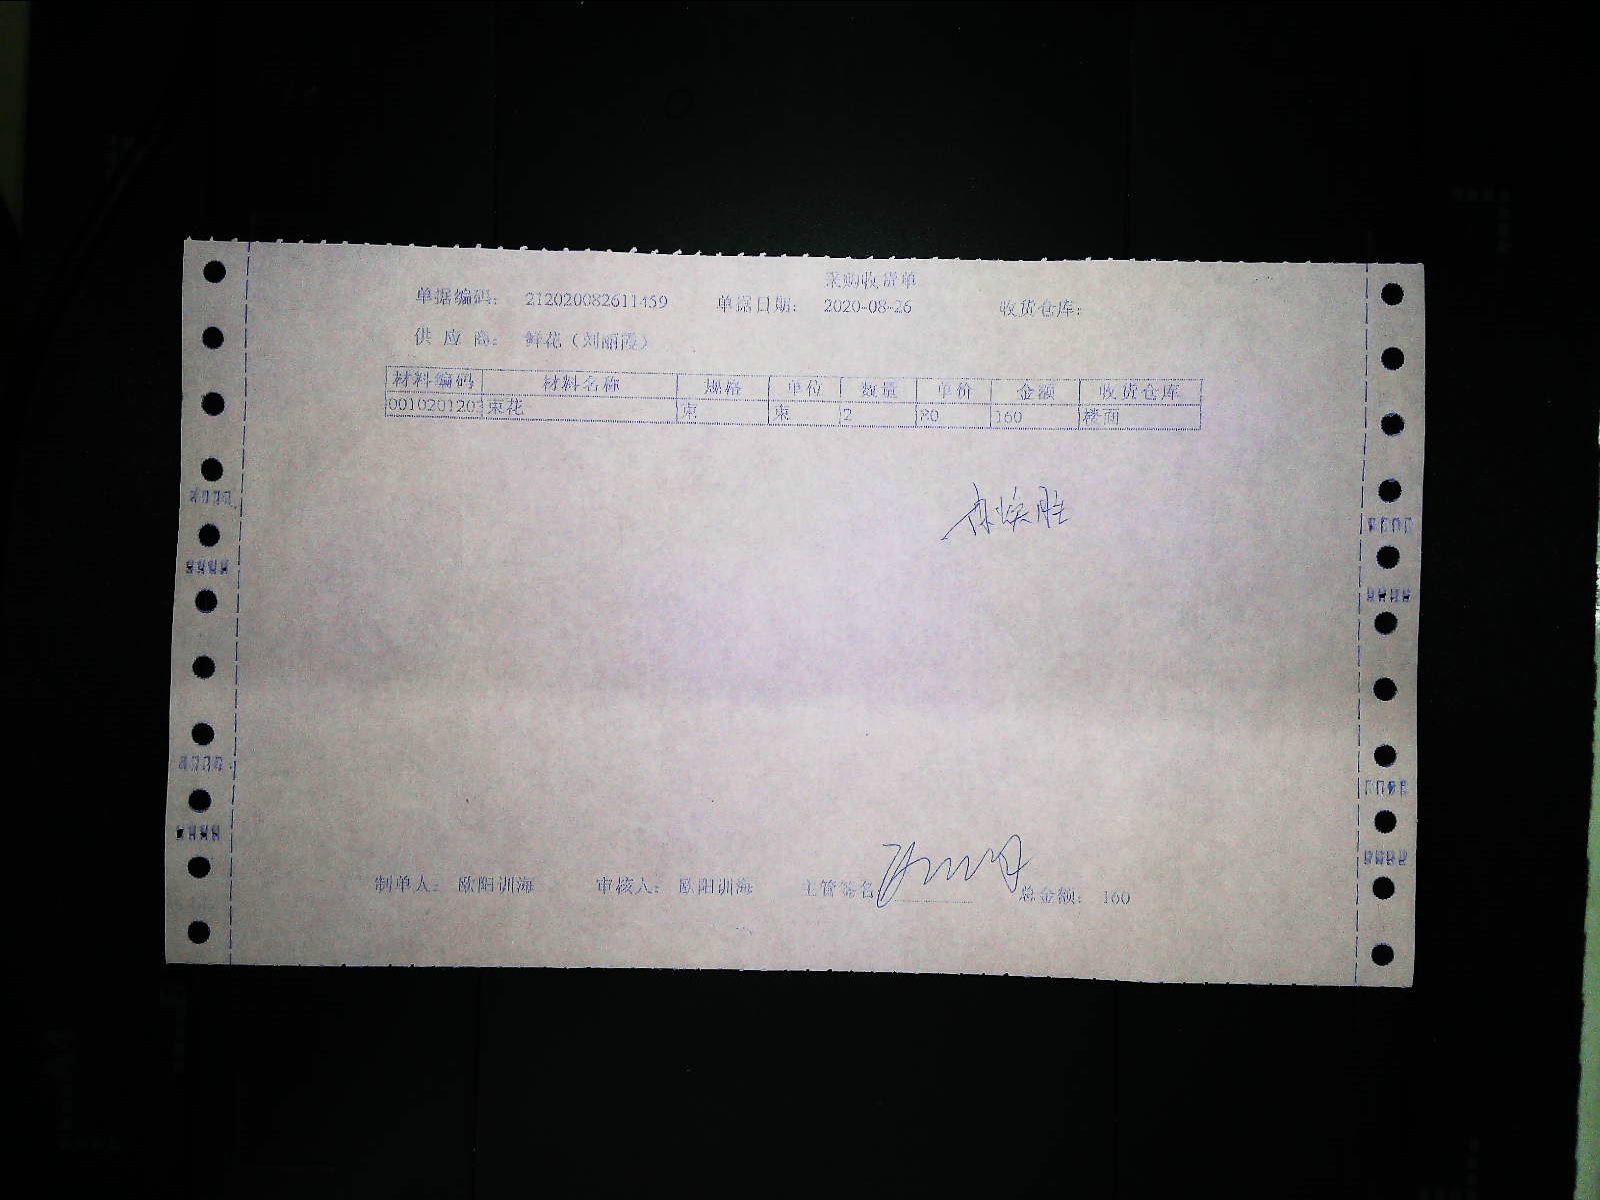 采购收货单
单据编码： 212020082611459 单据日期： 2020-08-26 收货仓库：
供 应 商： 鲜花（刘丽霞）
材料编码 材料名称 规格 单位 数量 单价 金额 收货仓库
0010201203 束花 束 束 2 80 160 楼面
制单人： 欧阳训海 审核人： 欧阳训海 主管签名 总金额： 160